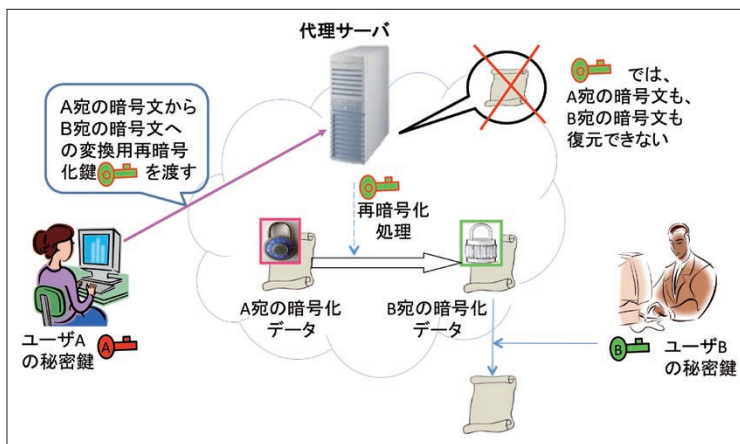 代理サーバ
A宛の暗号文から
B宛の暗号文へ
の変換用再暗号
化鍵 を渡す
では、
A宛の暗号文も、
B宛の暗号文も
復元できない
再暗号化
処理
A宛の暗号化
データ
B宛の暗号化
データ
ユーザA
の秘密鍵
A
B
ユーザB
の秘密鍵